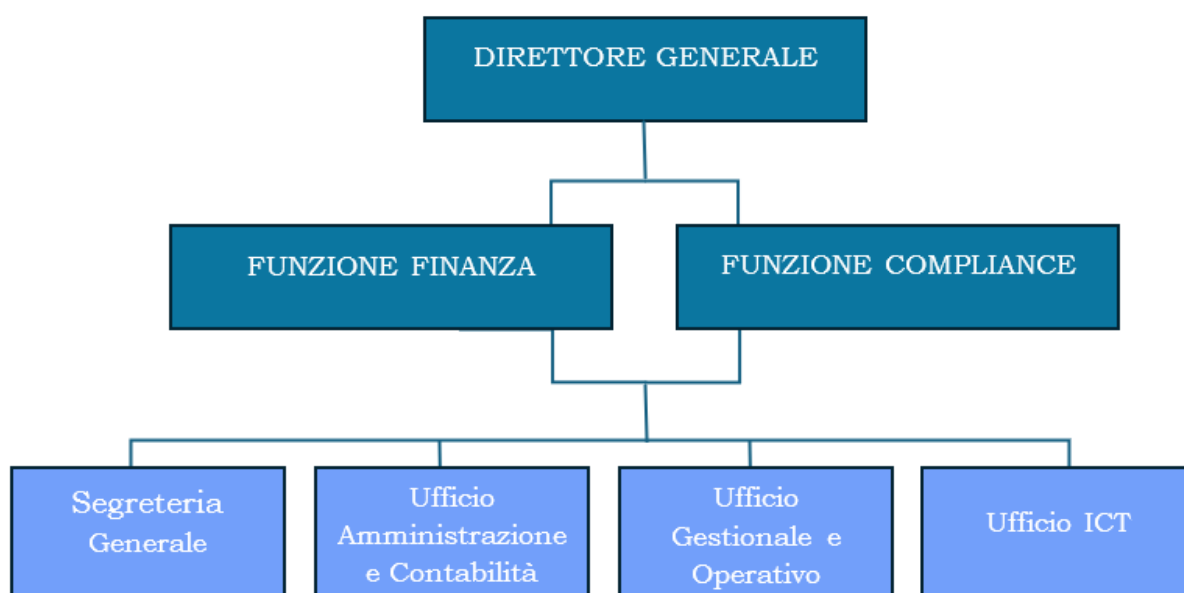 DIRETTORE GENERALE
FUNZIONE FINANZA
FUNZIONE COMPLIANCE
Segreteria
Generale
Ufficio
Amministrazione
e Contabilità
Ufficio
Gestionale e
Operativo
Ufficio ICT